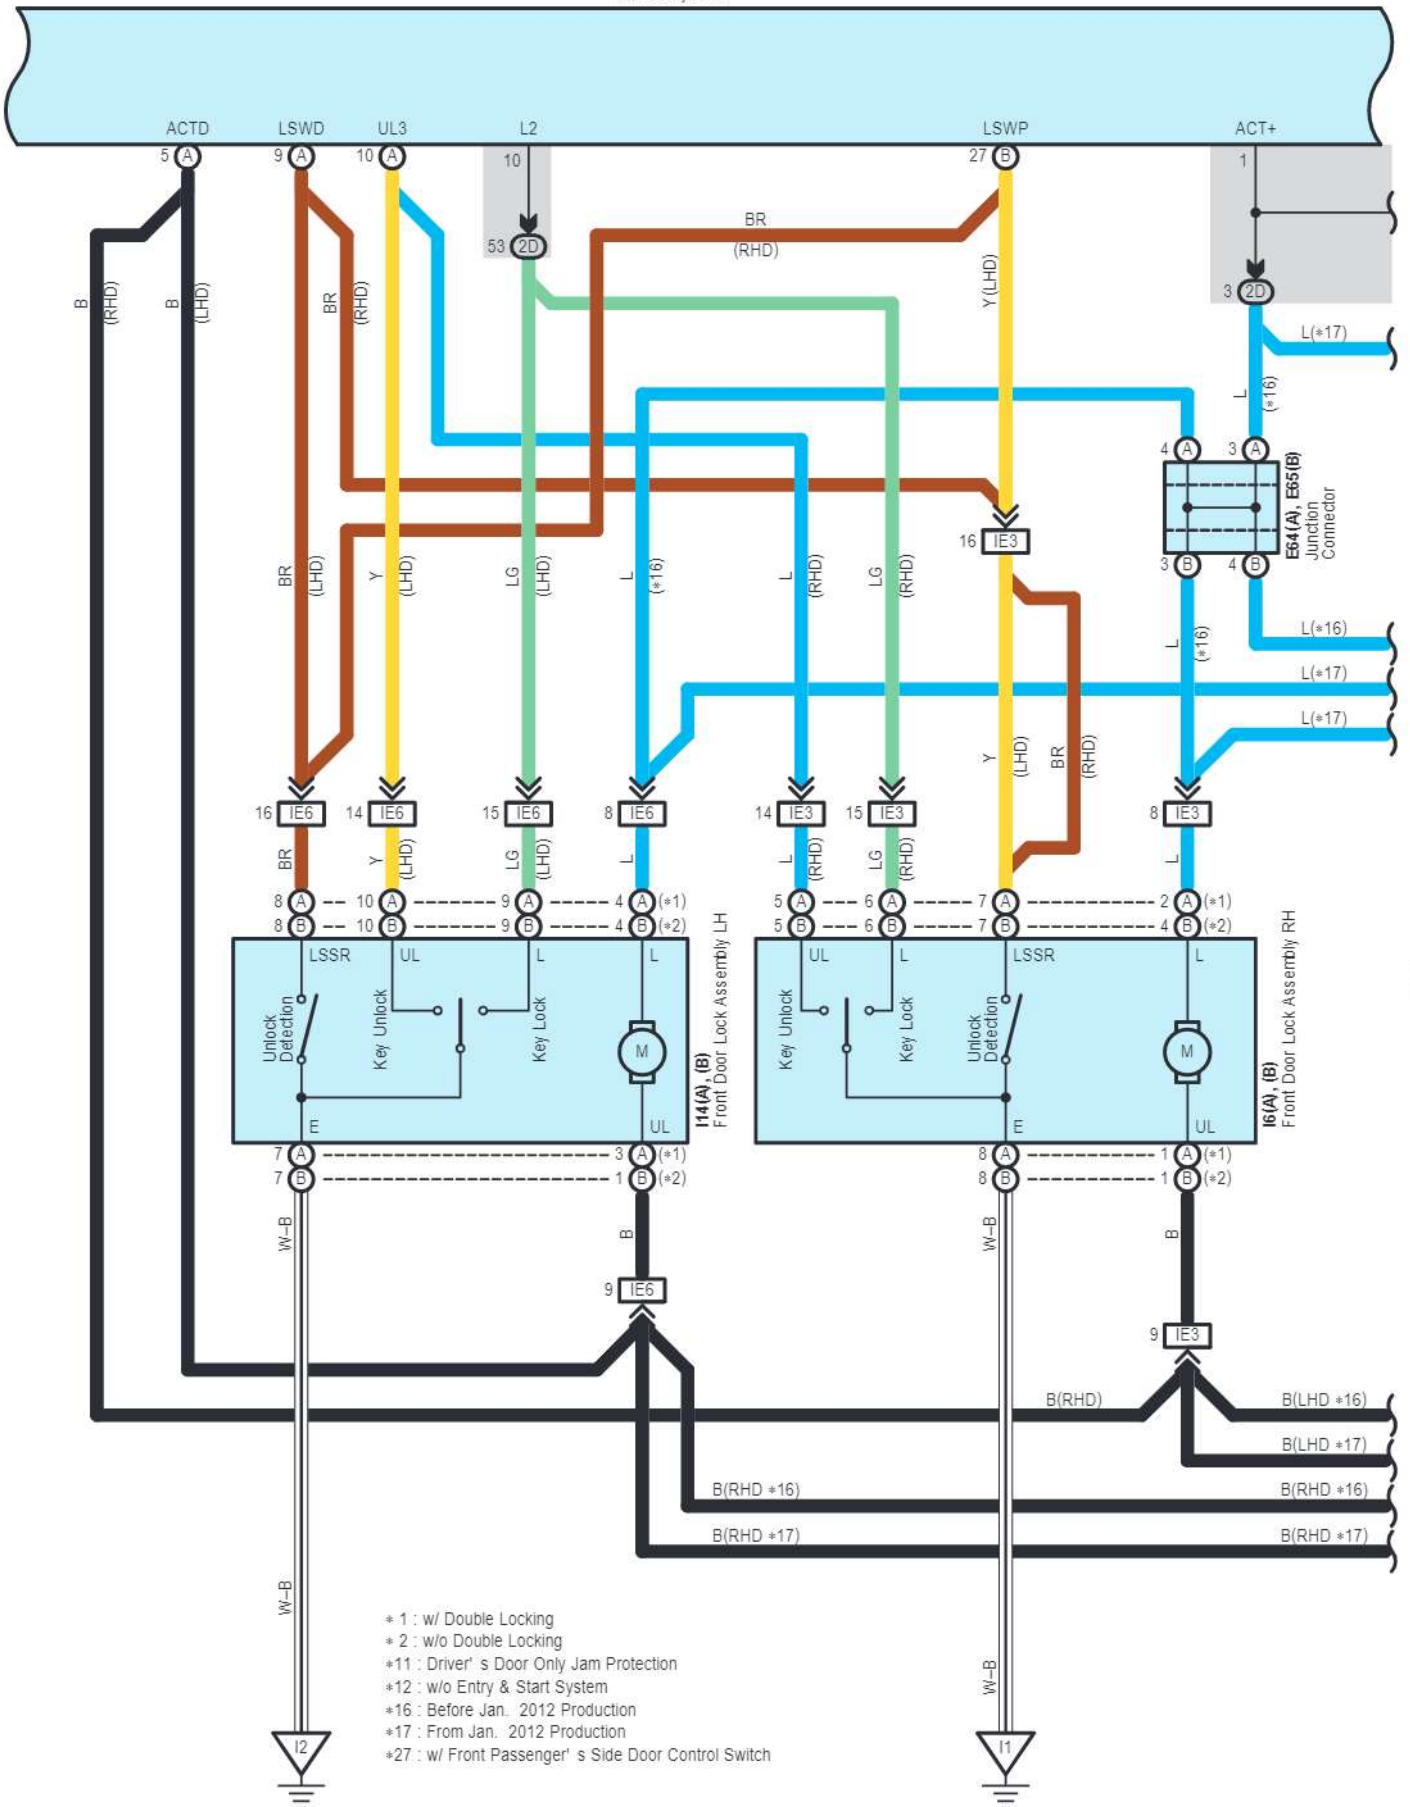 ACTD LSWD UL3 L2 LSWP ACT+
5 A 9 A 10 A 10 27 B 1
53 2D
BR
(RHD)
3 2D
B
(RHD)
B
(LHD)
BR
(RHD)
Y (LHD)
L(*17)
L
(*16)
4 A 3 A
E64(A), E65(B)
Junction
Connector
16 IE3
3 B 4 B
BR
(LHD)
Y
(LHD)
LG
(LHD)
L
(*16)
L
(RHD)
LG
(RHD)
L
(*16)
L(*16)
L(*17)
L(*17)
Y
(LHD)
BR
(RHD)
16 IE6 14 IE6 15 IE6 8 IE6 14 IE3 15 IE3 8 IE3
BR
Y
(LHD)
LG
(LHD)
L
L
(RHD)
LG
(RHD)
L
8 A 10 A 9 A 4 A (*1) 5 A 6 A 7 A 2 A (*1)
8 B 10 B 9 B 4 B (*2) 5 B 6 B 7 B 4 B (*2)
LSSR UL L L UL L LSSR L
Unlock
Detection
Key Unlock
Key Lock
M
I14(A), (B)
Front Door Lock Assembly LH
Key Unlock
Key Lock
Unlock
Detection
M
I6(A), (B)
Front Door Lock Assembly RH
E UL E UL
7 A 3 A (*1) 8 A 1 A (*1)
7 B 1 B (*2) 8 B 1 B (*2)
W–B
B
W–B
B
9 IE6
9 IE3
B(RHD) B(LHD *16)
B(LHD *17)
B(RHD *16) B(RHD *16)
B(RHD *17) B(RHD *17)
W–B
W–B
* 1 : w/ Double Locking
* 2 : w/o Double Locking
*11 : Driver' s Door Only Jam Protection
*12 : w/o Entry & Start System
*16 : Before Jan. 2012 Production
*17 : From Jan. 2012 Production
*27 : w/ Front Passenger' s Side Door Control Switch
I2 I1